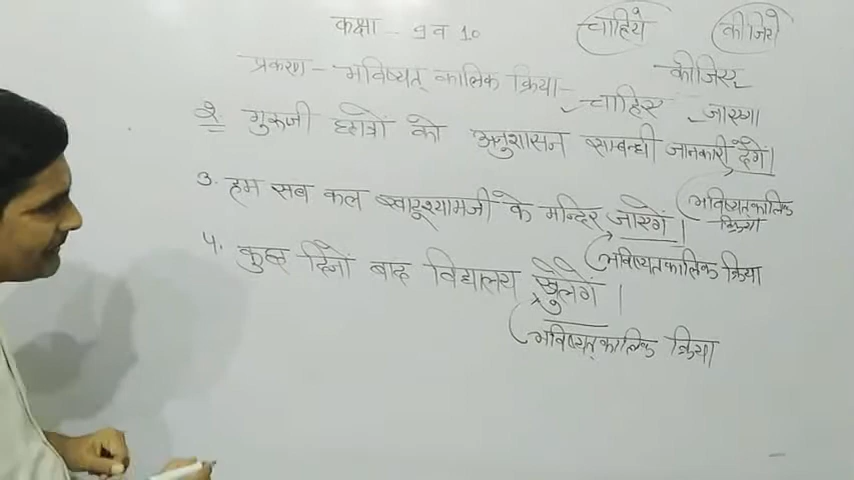 कक्षा - 9 व 10 चाहिये कीजिये
प्रकरण - भविष्यत् कालिक क्रिया- कीजिए
चाहिए जाएगा
2. गुरुजी छात्रों को अनुशासन सम्बन्धी जानकारी देंगे।
भविष्यत्कालिक
क्रिया
3. हम सब कल खाटूश्यामजी के मन्दिर जाएंगे।
भविष्यतकालिक क्रिया
4. कुछ दिनों बाद विद्यालय खुलेंगें।
भविष्यत्कालिक क्रिया